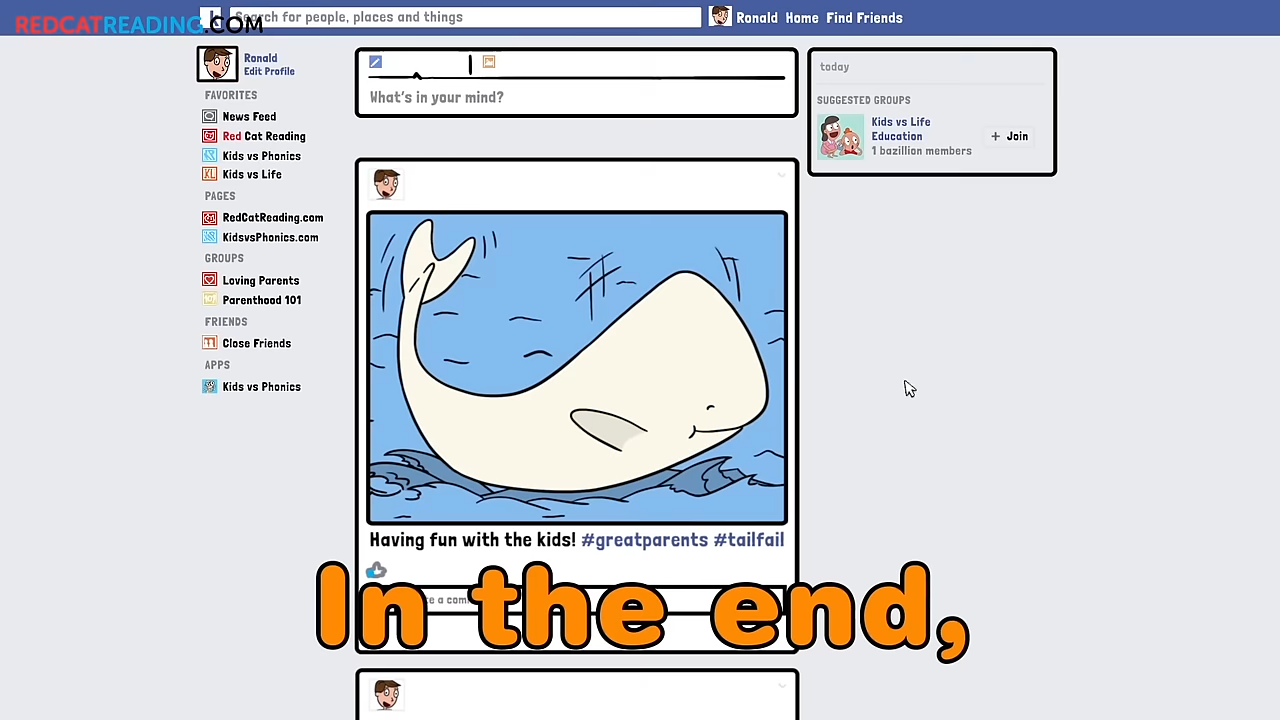 REDCATREADING.COM
Search for people, places and things
Ronald Home Find Friends
Ronald
Edit Profile
FAVORITES
News Feed
Red Cat Reading
Kids vs Phonics
XL Kids vs Life
PAGES
RedCatReading.com
KidsvsPhonics.com
GROUPS
Loving Parents
Parenthood 101
FRIENDS
Close Friends
APPS
Kids vs Phonics
What's in your mind?
Having fun with the kids! #greatparents #tailfail
In the end,
today
SUGGESTED GROUPS
Kids vs Life
Education
1 bazillion members
+ Join